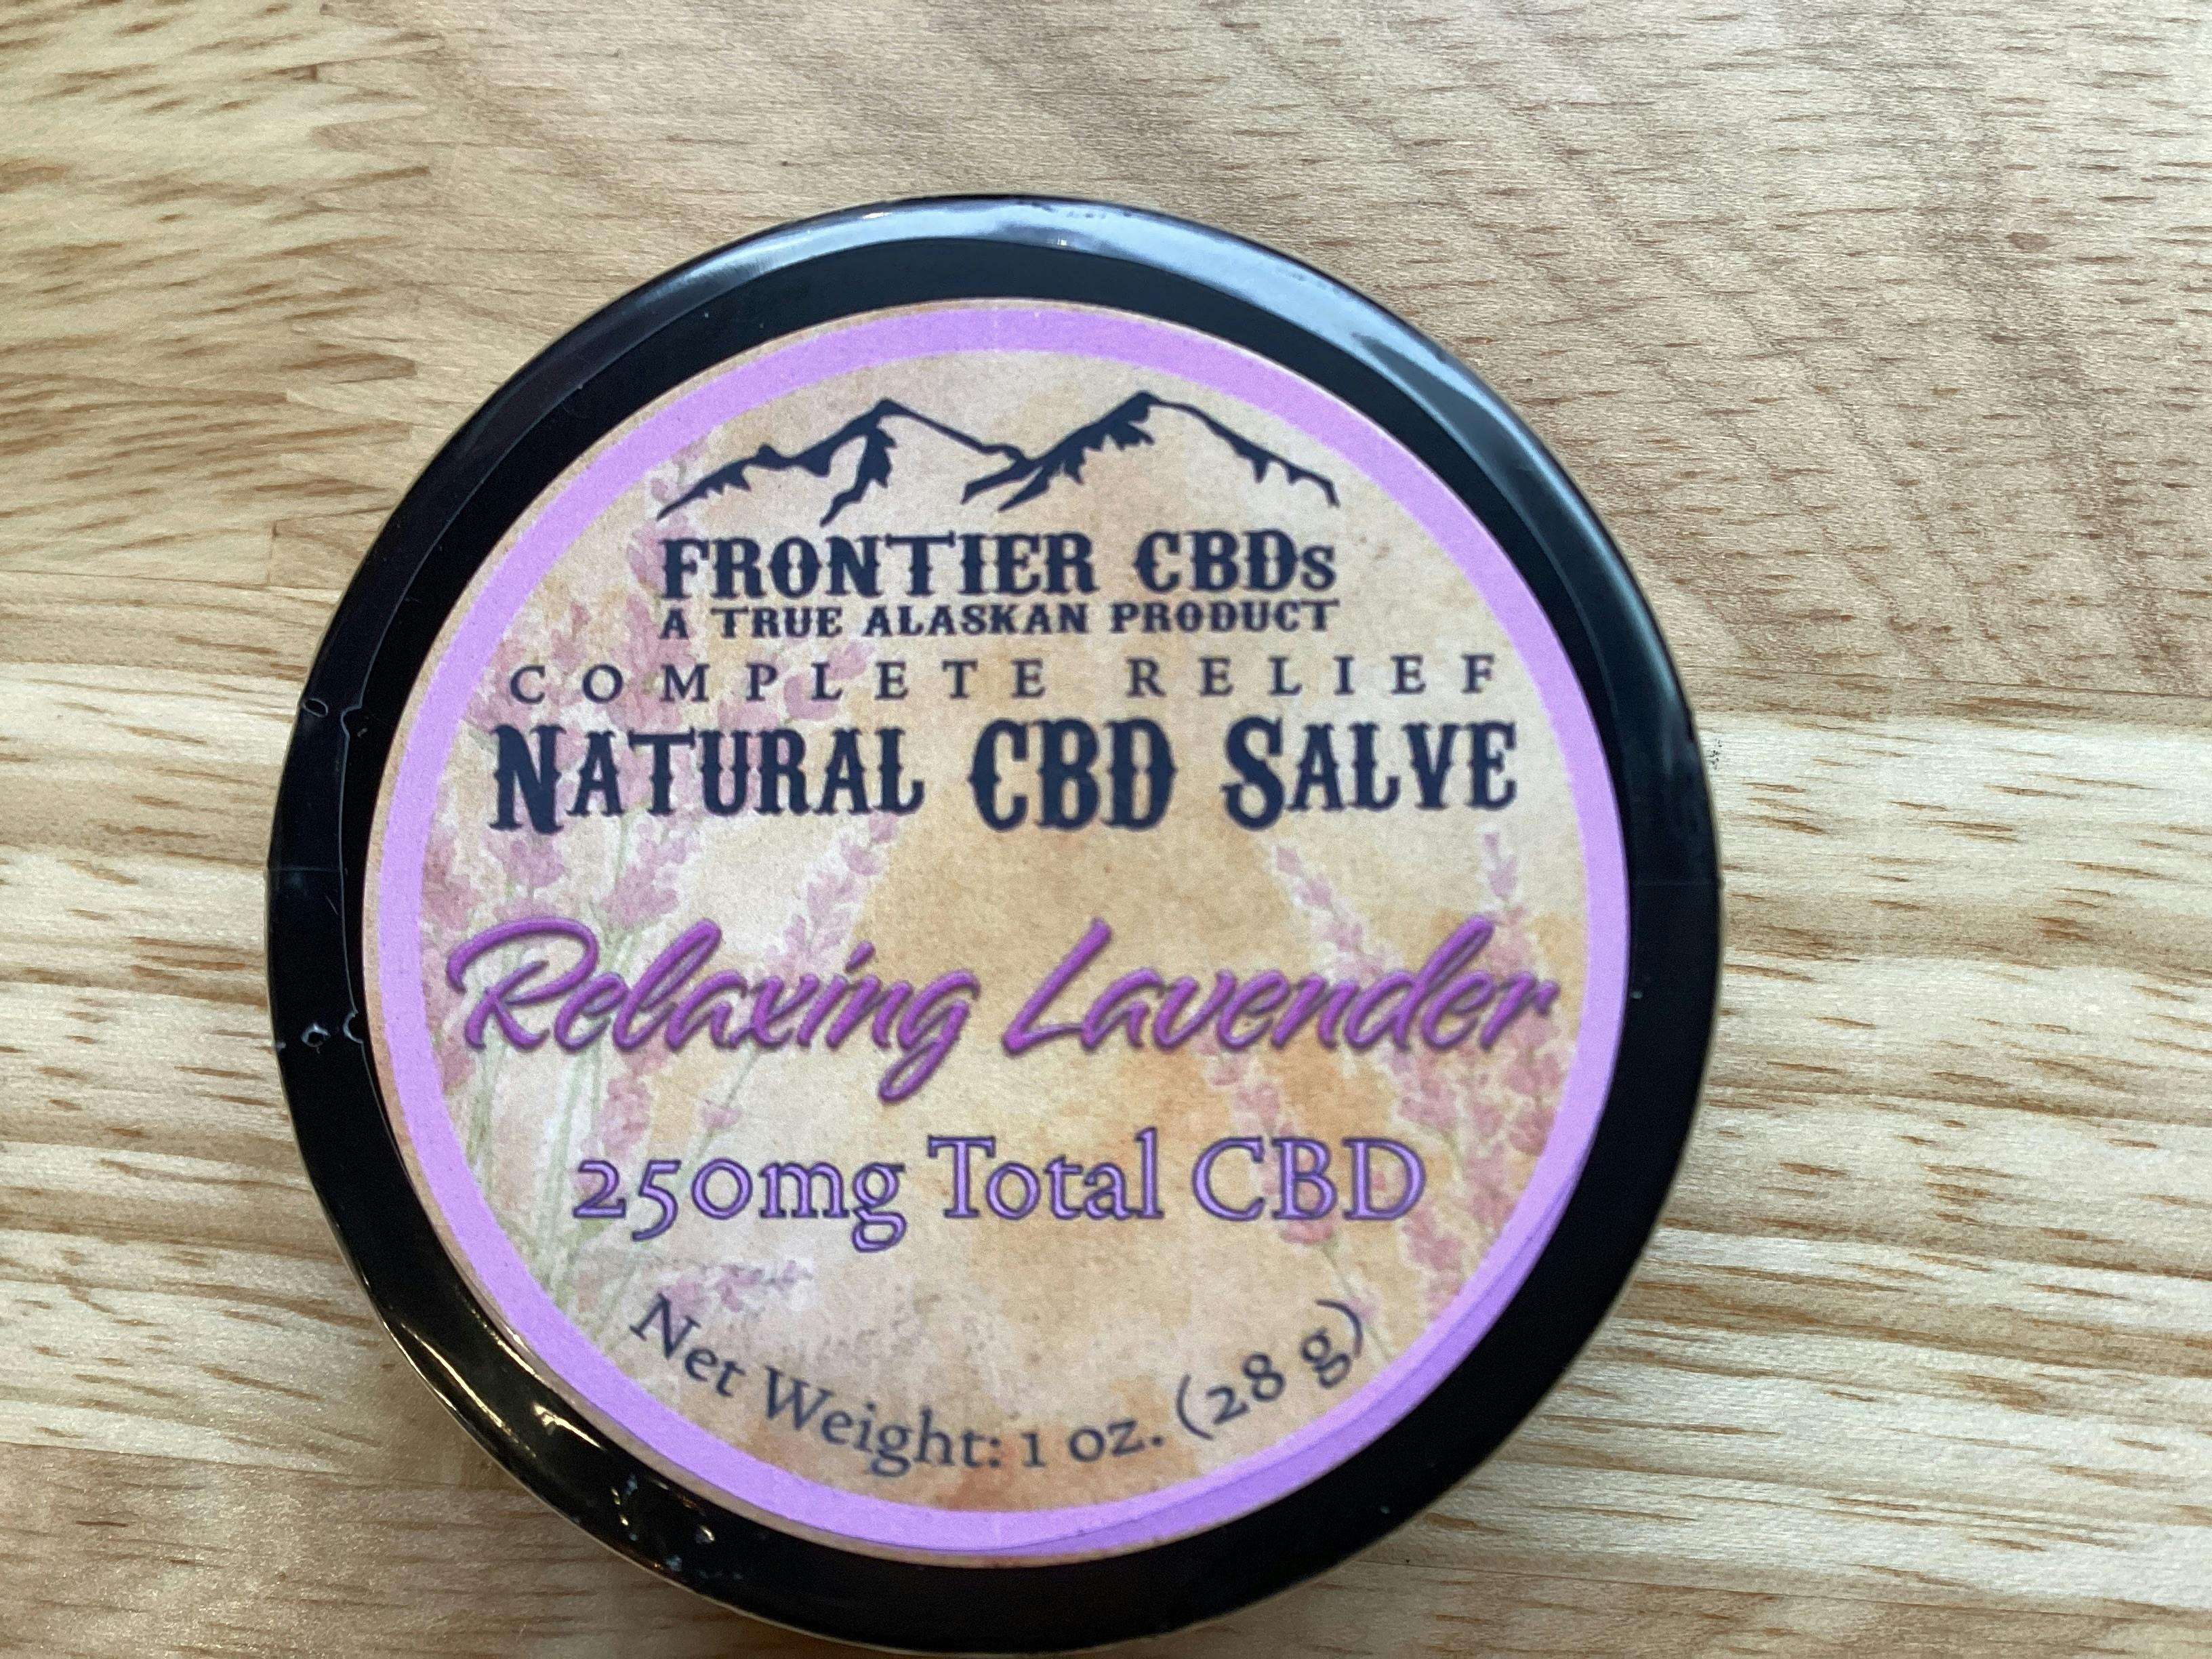 FRONTIER CBDs
A TRUE ALASKAN PRODUCT
COMPLETE RELIEF
NATURAL CBD SALVE
Relaxing Lavender
250mg Total CBD
Net Weight: 1 oz. (28 g)